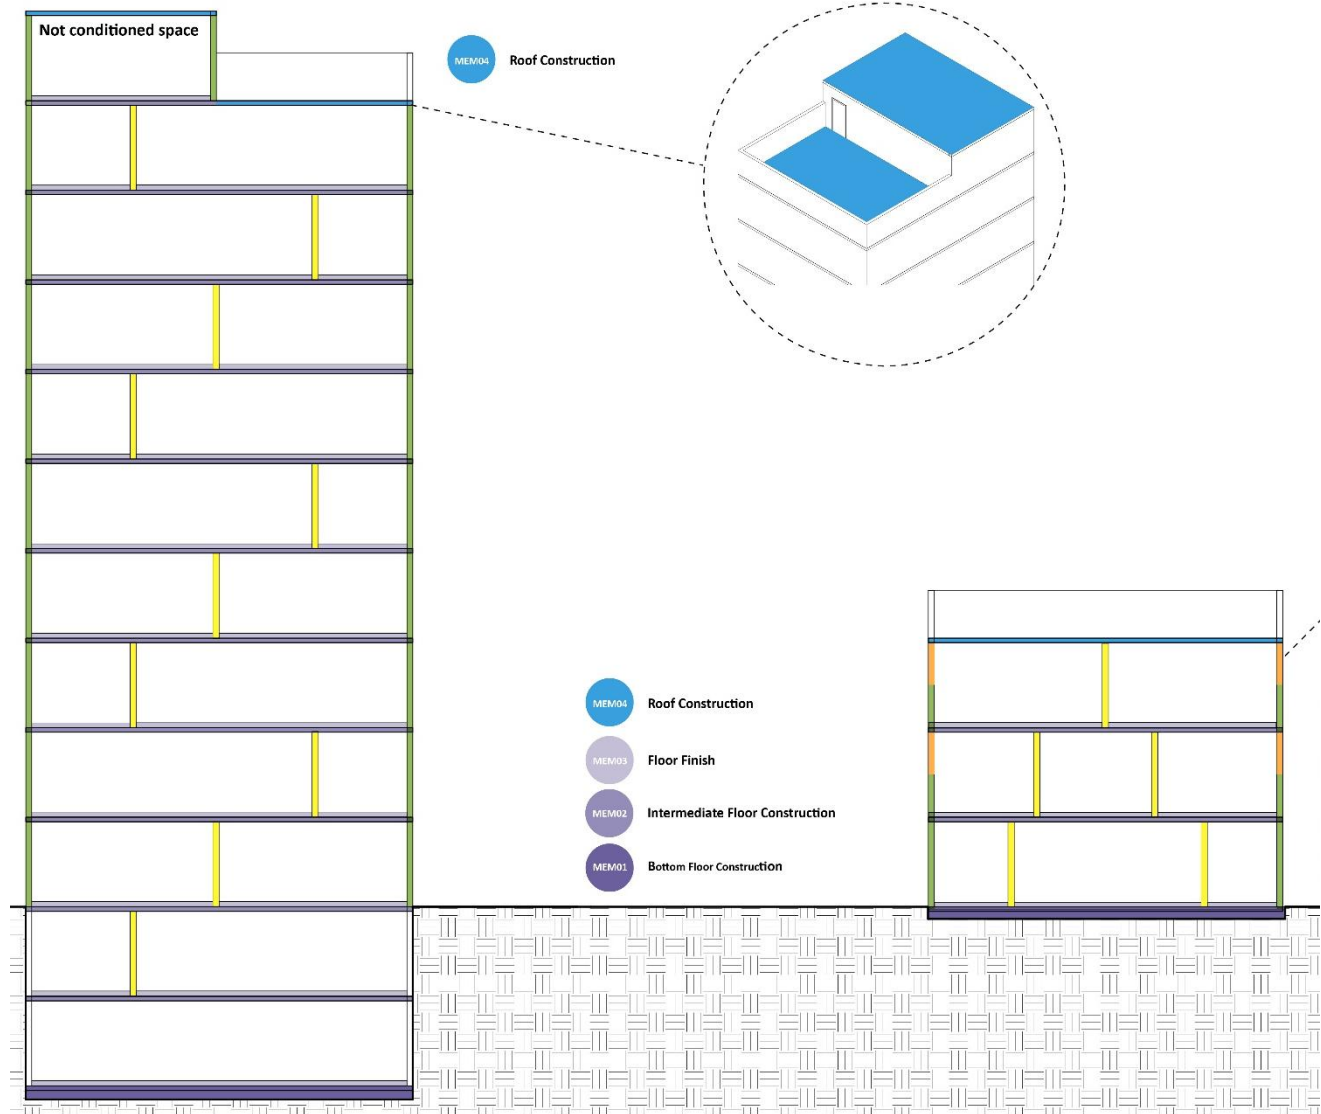 Not conditioned space
MEM04 Roof Construction
MEM04 Roof Construction
MEM03 Floor Finish
MEM02 Intermediate Floor Construction
MEM01 Bottom Floor Construction